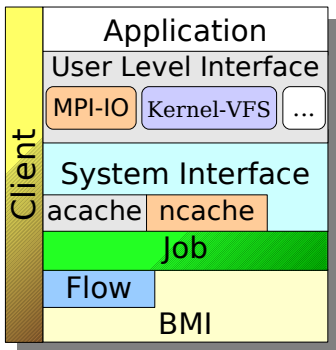 Application
User Level Interface
MPI-IO Kernel-VFS ...
Client
System Interface
acache ncache
Job
Flow
BMI